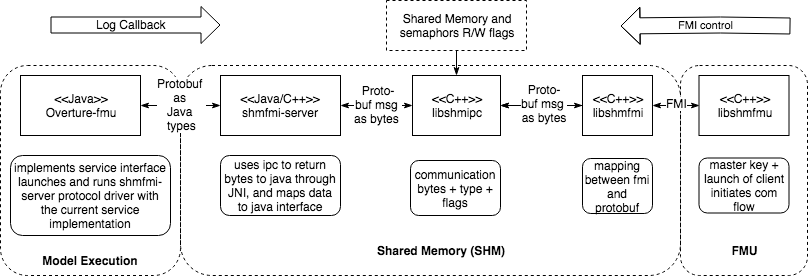 Log Callback
Shared Memory and
semaphors R/W flags
FMI control
<<Java>>
Overture-fmu
Protobuf
as
Java
types
<<Java/C++>>
shmfmi-server
Proto-
buf msg
as bytes
<<C++>>
libshmipc
Proto-
buf msg
as bytes
<<C++>>
libshmfmi
FMI
<<C++>>
libshmfmu
implements service interface
launches and runs shmfmi-
server protocol driver with
the current service
implementation
uses ipc to return
bytes to java through
JNI, and maps data
to java interface
communication
bytes + type +
flags
mapping
between fmi
and
protobuf
master key +
launch of client
initiates com
flow
Model Execution
Shared Memory (SHM)
FMU